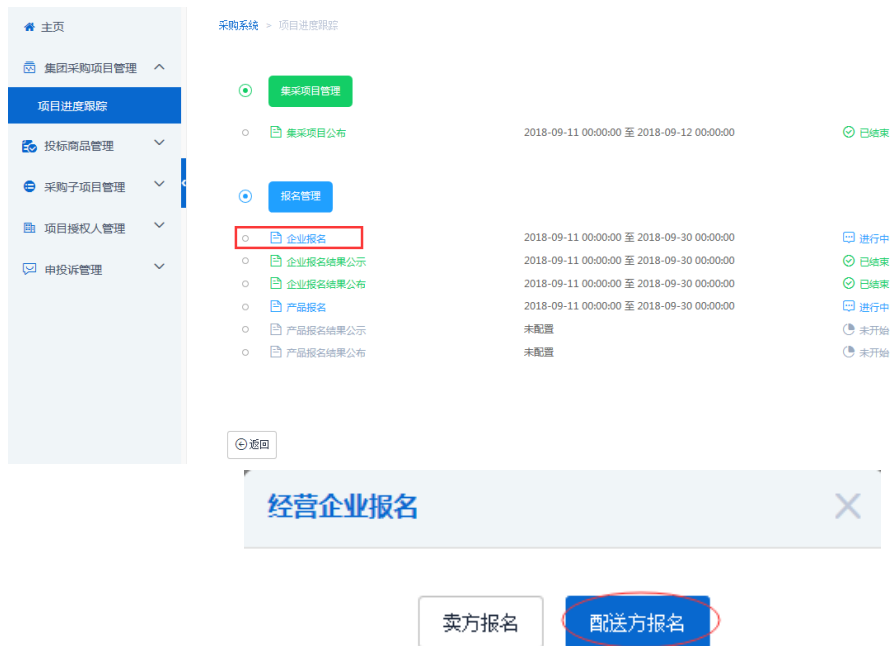 主页
采购系统 > 项目进度跟踪
集团采购项目管理
项目进度跟踪
投标商品管理
采购子项目管理
项目授权人管理
申投诉管理
集采项目管理
集采项目公布 2018-09-11 00:00:00 至 2018-09-12 00:00:00 已结束
报名管理
企业报名 2018-09-11 00:00:00 至 2018-09-30 00:00:00 进行中
企业报名结果公示 2018-09-11 00:00:00 至 2018-09-30 00:00:00 已结束
企业报名结果公布 2018-09-11 00:00:00 至 2018-09-30 00:00:00 已结束
产品报名 2018-09-11 00:00:00 至 2018-09-30 00:00:00 进行中
产品报名结果公示 未配置 未开始
产品报名结果公布 未配置 未开始
返回
经营企业报名
卖方报名 配送方报名